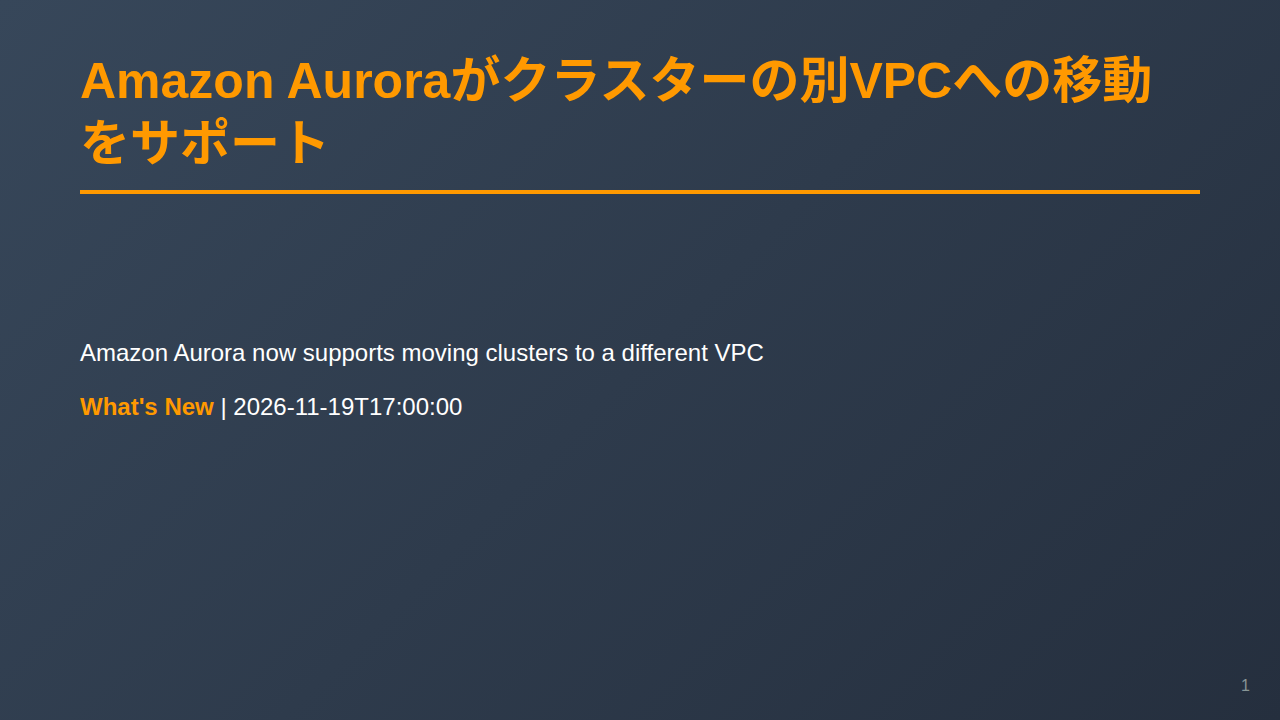 Amazon Auroraがクラスターの別VPCへの移動
をサポート
Amazon Aurora now supports moving clusters to a different VPC
What's New | 2026-11-19T17:00:00
1